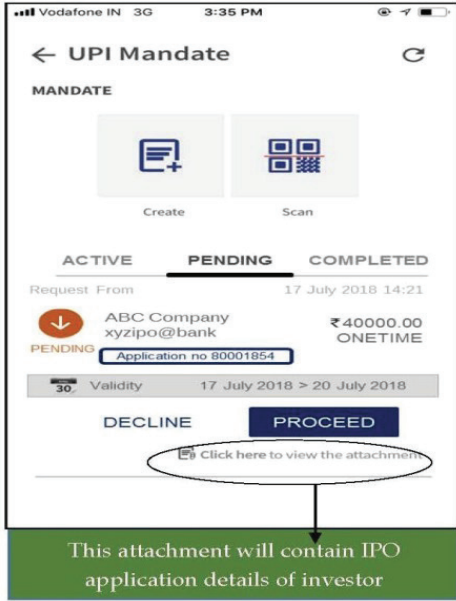 Vodafone IN 3G 3:35 PM
← UPI Mandate
MANDATE
Create Scan
ACTIVE PENDING COMPLETED
Request From 17 July 2018 14:21
ABC Company ₹40000.00
xyzipo@bank ONETIME
PENDING
Application no 80001854
30 Validity 17 July 2018 > 20 July 2018
DECLINE PROCEED
Click here to view the attachment
This attachment will contain IPO
application details of investor